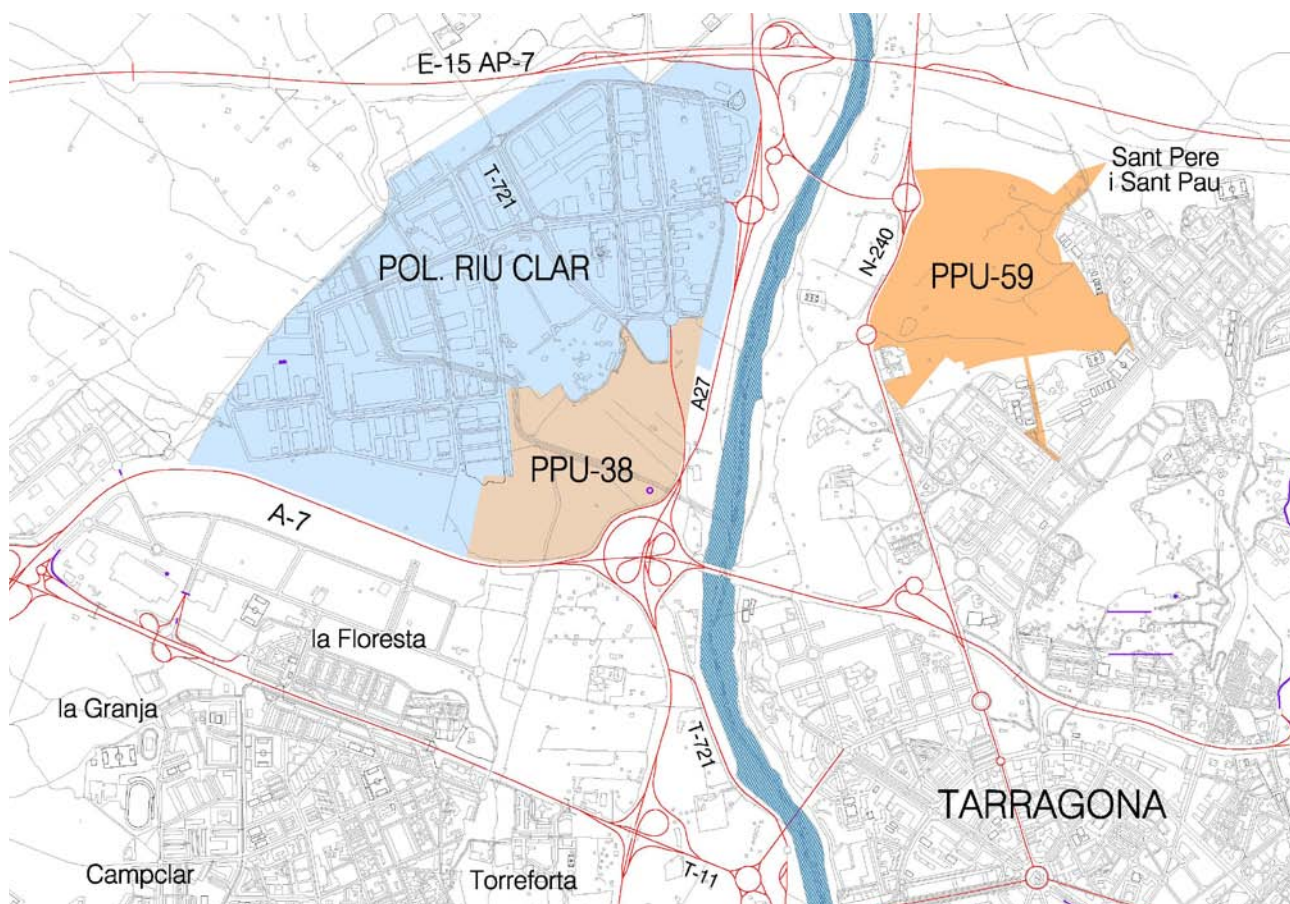 E-15 AP-7
Sant Pere
i Sant Pau
T-721
POL. RIU CLAR
N-240
PPU-59
A27
PPU-38
A-7
la Floresta
la Granja
T-721
TARRAGONA
Campclar
Torreforta
T-11